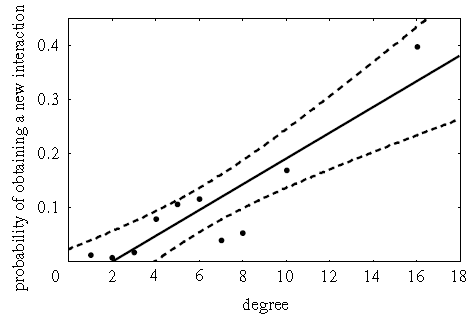 probability of obtaining a new interaction
0.4
0.3
0.2
0.1
0 2 4 6 8 10 12 14 16 18
degree